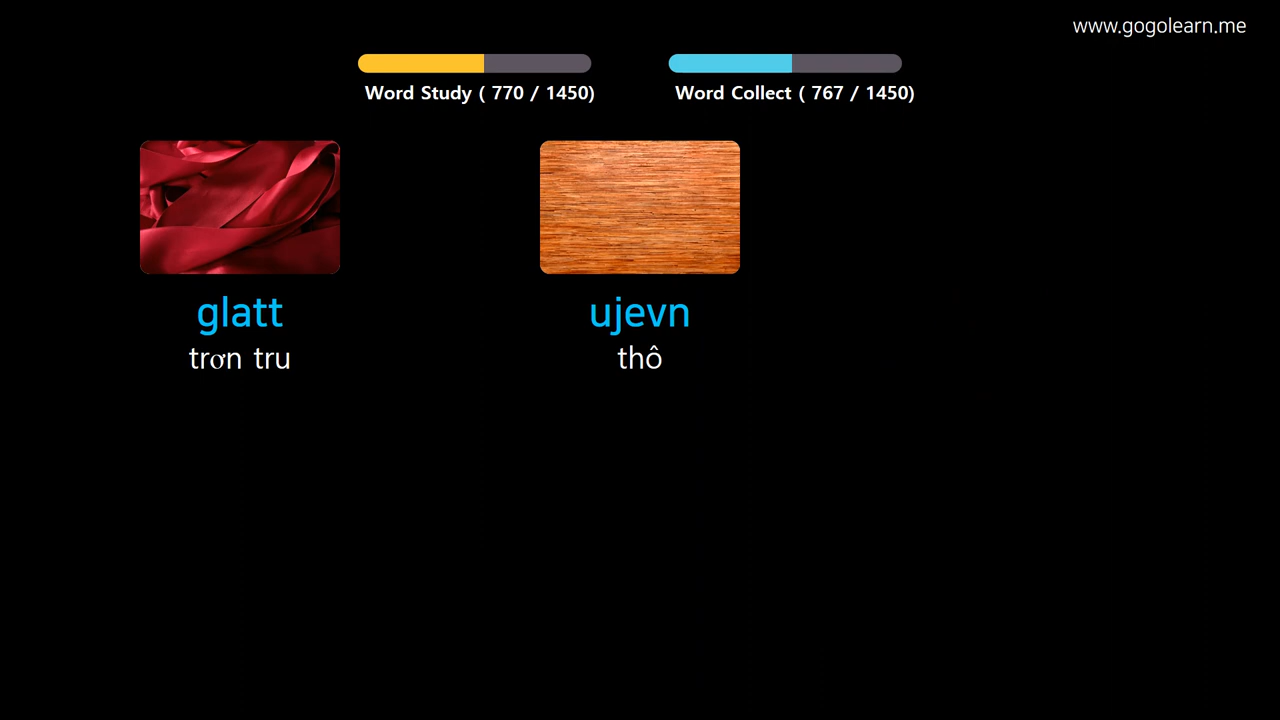 www.gogolearn.me
Word Study ( 770 / 1450)
Word Collect ( 767 / 1450)
glatt
trơn tru
ujevn
thô